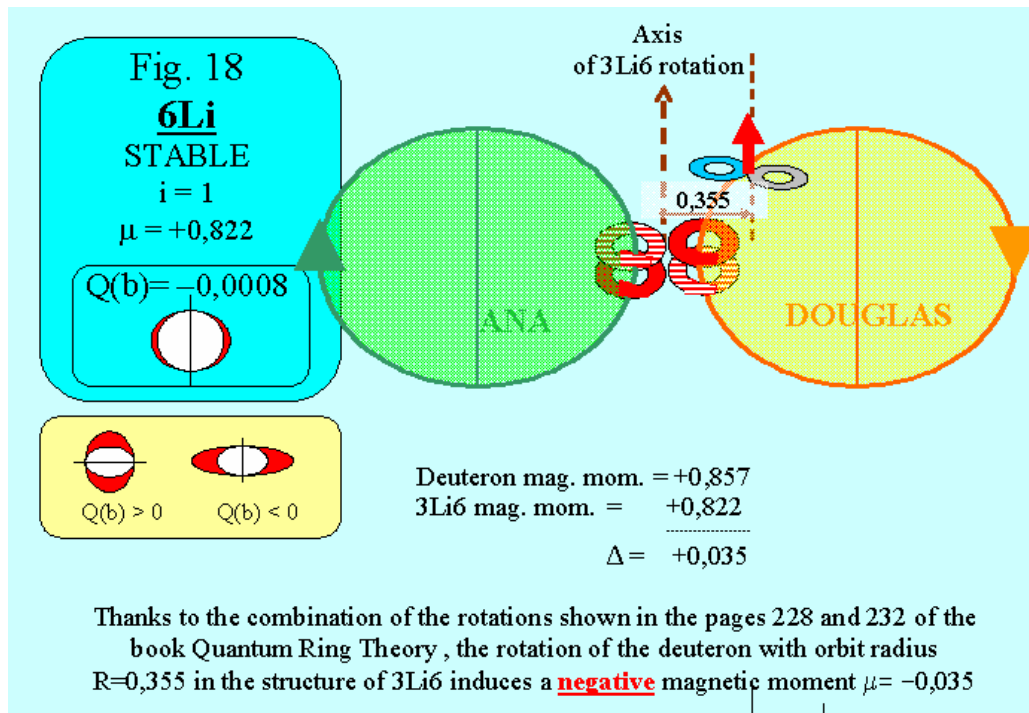 Fig. 18
6Li
STABLE
i = 1
μ = +0,822
Q(b)= −0,0008
Q(b) > 0 Q(b) < 0
Axis
of 3Li6 rotation
0,355
ANA
DOUGLAS
Deuteron mag. mom. = +0,857
3Li6 mag. mom. = +0,822
Δ = +0,035
Thanks to the combination of the rotations shown in the pages 228 and 232 of the
book Quantum Ring Theory , the rotation of the deuteron with orbit radius
R=0,355 in the structure of 3Li6 induces a negative magnetic moment μ= −0,035